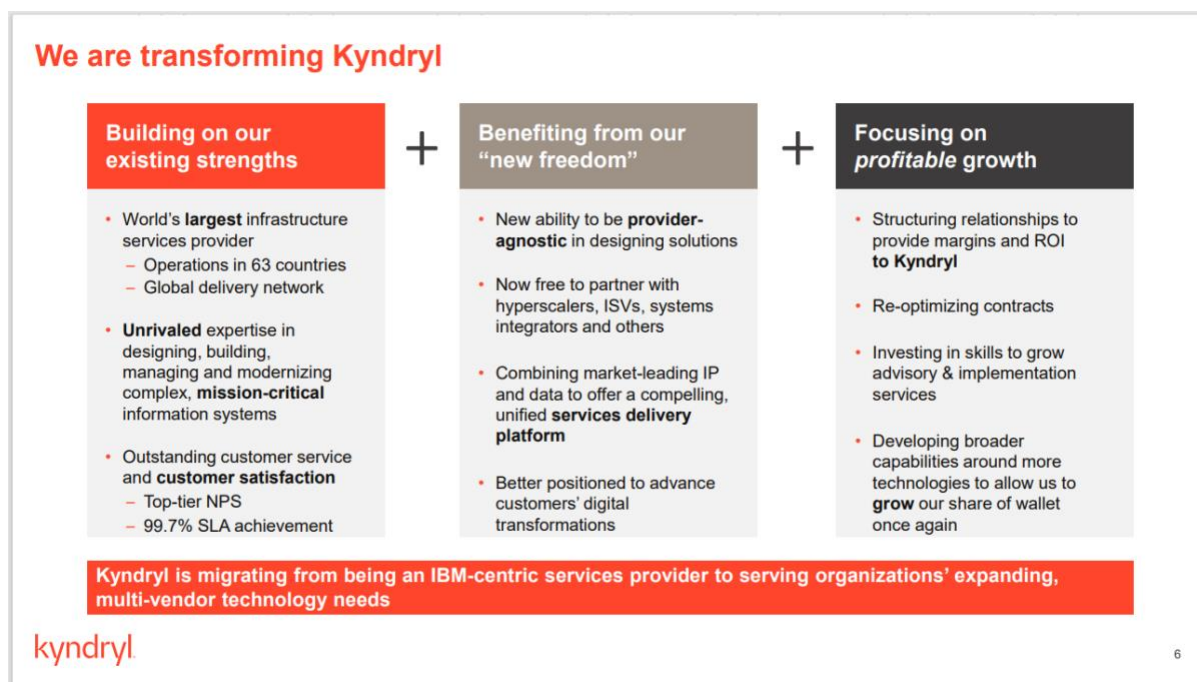 We are transforming Kyndryl
Building on our
existing strengths
• World's largest infrastructure
services provider
– Operations in 63 countries
– Global delivery network
• Unrivaled expertise in
designing, building,
managing and modernizing
complex, mission-critical
information systems
• Outstanding customer service
and customer satisfaction
– Top-tier NPS
– 99.7% SLA achievement
+
Benefiting from our
“new freedom”
• New ability to be provider-
agnostic in designing solutions
• Now free to partner with
hyperscalers, ISVs, systems
integrators and others
• Combining market-leading IP
and data to offer a compelling,
unified services delivery
platform
• Better positioned to advance
customers' digital
transformations
+
Focusing on
profitable growth
• Structuring relationships to
provide margins and ROI
to Kyndryl
• Re-optimizing contracts
• Investing in skills to grow
advisory & implementation
services
• Developing broader
capabilities around more
technologies to allow us to
grow our share of wallet
once again
Kyndryl is migrating from being an IBM-centric services provider to serving organizations' expanding,
multi-vendor technology needs
kyndryl
6